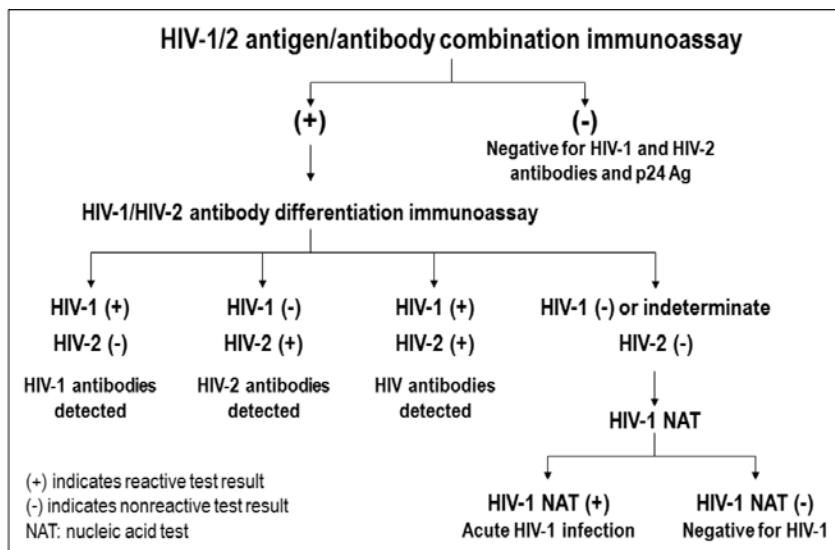 HIV-1/2 antigen/antibody combination immunoassay
(+)
(-)
Negative for HIV-1 and HIV-2
antibodies and p24 Ag
HIV-1/HIV-2 antibody differentiation immunoassay
HIV-1 (+)
HIV-2 (-)
HIV-1 antibodies
detected
HIV-1 (-)
HIV-2 (+)
HIV-2 antibodies
detected
HIV-1 (+)
HIV-2 (+)
HIV antibodies
detected
HIV-1 (-) or indeterminate
HIV-2 (-)
HIV-1 NAT
HIV-1 NAT (+)
Acute HIV-1 infection
HIV-1 NAT (-)
Negative for HIV-1
(+) indicates reactive test result
(-) indicates nonreactive test result
NAT: nucleic acid test